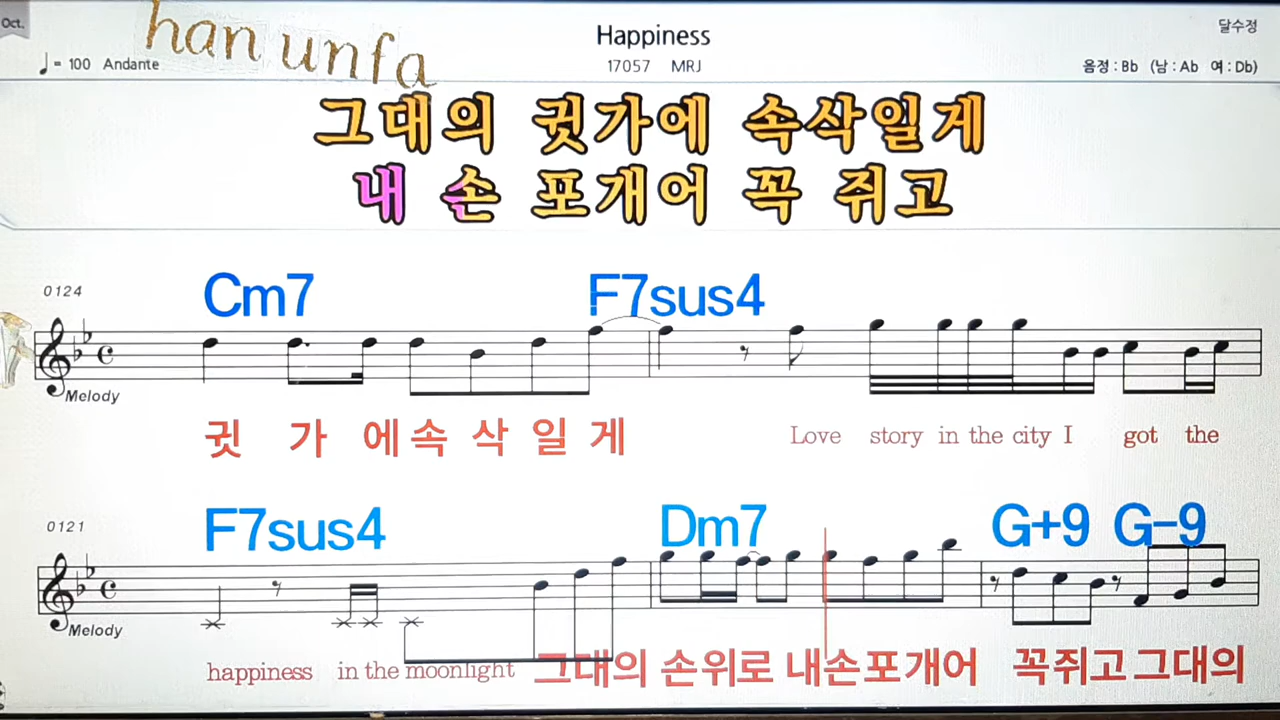 Oct.
han unfa
Happiness
달수정
♩= 100 Andante
17057 MRJ
음정 : Bb (남 : Ab 여 : Db)
그대의 귓가에 속삭일게
내 손 포개어 꼭 쥐고
0124
Cm7 F7sus4
Melody
귓 가 에 속 삭 일 게 Love story in the city I got the
0121
F7sus4 Dm7 G+9 G-9
Melody
happiness in the moonlight 그대의 손위로 내손포개어 꼭쥐고 그대의